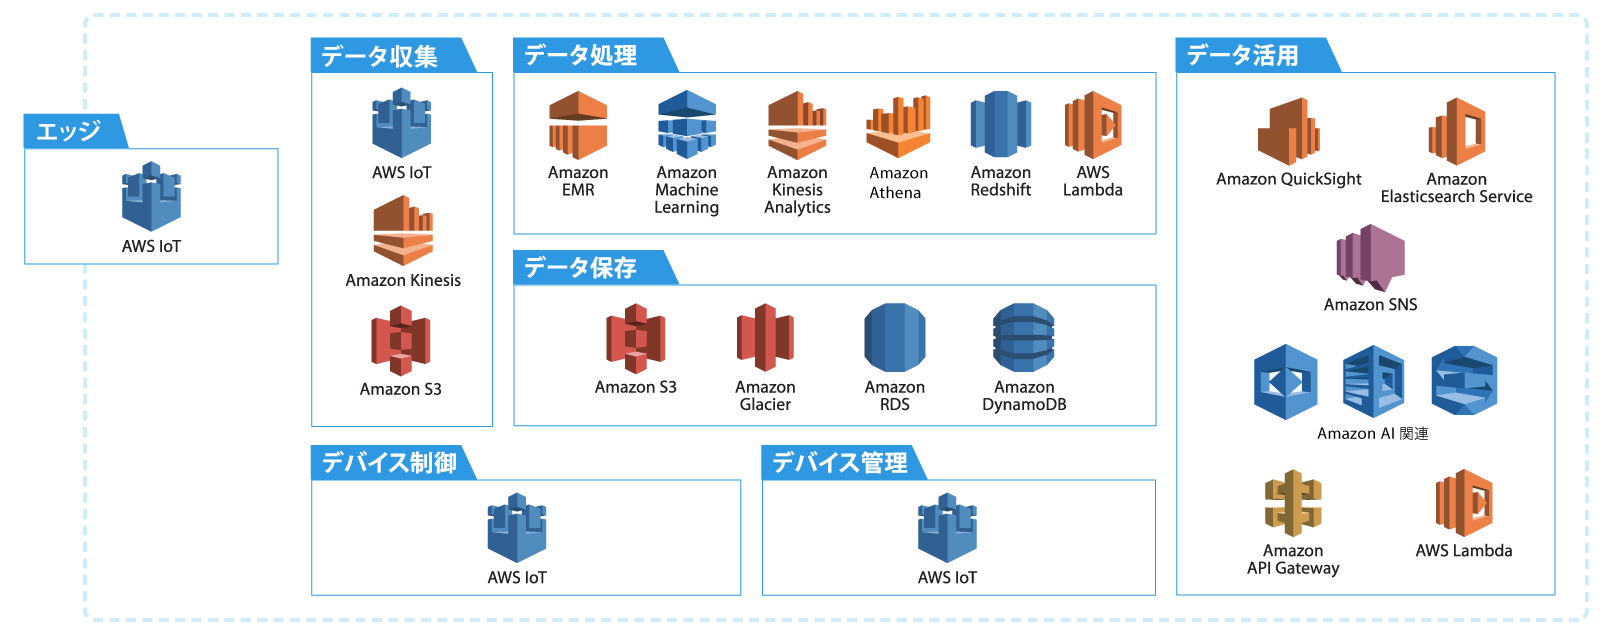 エッジ
AWS IoT
データ収集
AWS IoT
Amazon Kinesis
Amazon S3
データ処理
Amazon
EMR
Amazon
Machine
Learning
Amazon
Kinesis
Analytics
Amazon
Athena
Amazon
Redshift
AWS
Lambda
データ保存
Amazon S3
Amazon
Glacier
Amazon
RDS
Amazon
DynamoDB
デバイス制御
AWS IoT
デバイス管理
AWS IoT
データ活用
Amazon QuickSight
Amazon
Elasticsearch Service
Amazon SNS
Amazon AI 関連
Amazon
API Gateway
AWS Lambda